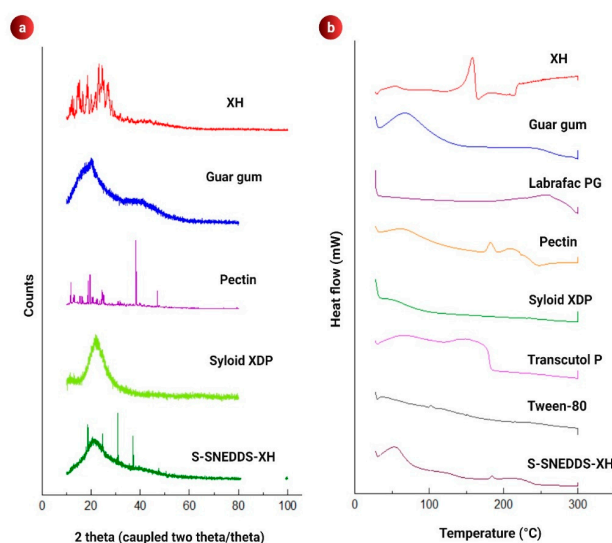 a
XH
Guar gum
Pectin
Syloid XDP
S-SNEDDS-XH
Counts
0 20 40 60 80 100
2 theta (caupled two theta/theta)
b
XH
Guar gum
Labrafac PG
Pectin
Syloid XDP
Transcutol P
Tween-80
S-SNEDDS-XH
Heat flow (mW)
0 100 200 300
Temperature (°C)